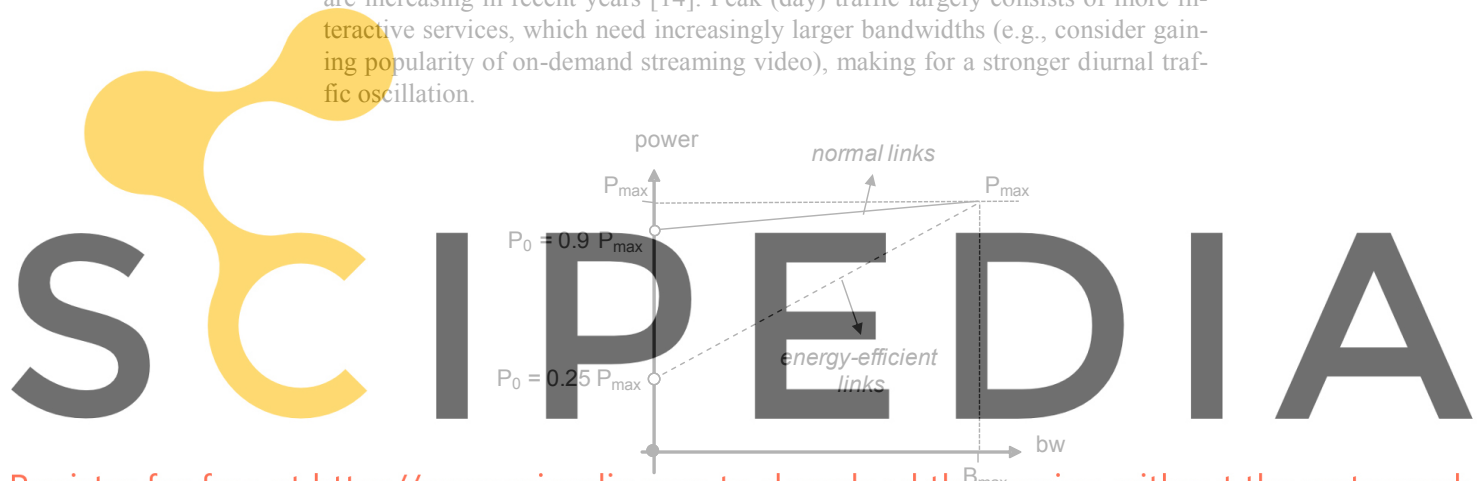 are increasing in recent years [14]. Peak (day) traffic largely consists of more in-
teractive services, which need increasingly larger bandwidths (e.g., consider gain-
ing popularity of on-demand streaming video), making for a stronger diurnal traf-
fic oscillation.
power
normal links
Pmax
Pmax
P0 = 0.9 Pmax
SCIPEDIA
energy-efficient
links
P0 = 0.25 Pmax
bw
Bmax